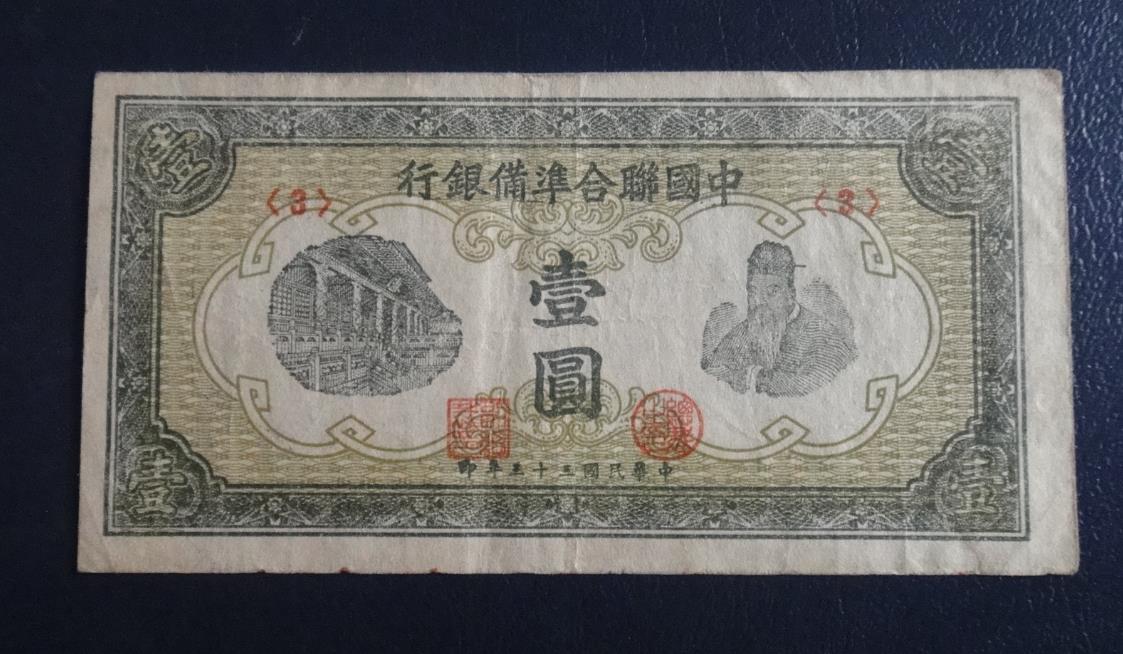 壹 壹
中國聯合準備銀行
〈3〉 〈3〉
壹圓
中華民國三十三年印
壹 壹